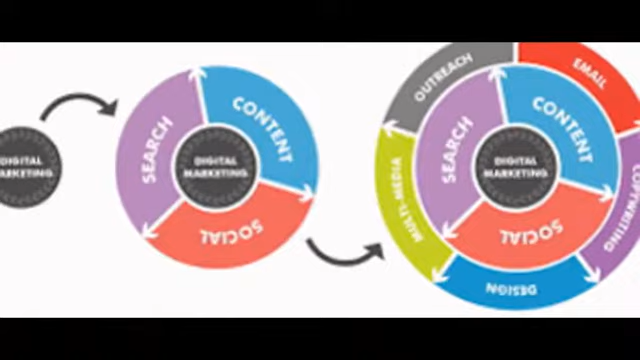 DIGITAL
MARKETING
SEARCH
CONTENT
SOCIAL
DIGITAL
MARKETING
OUTREACH
EMAIL
COPYWRITING
DESIGN
MULTI-MEDIA
SEARCH
CONTENT
SOCIAL
DIGITAL
MARKETING